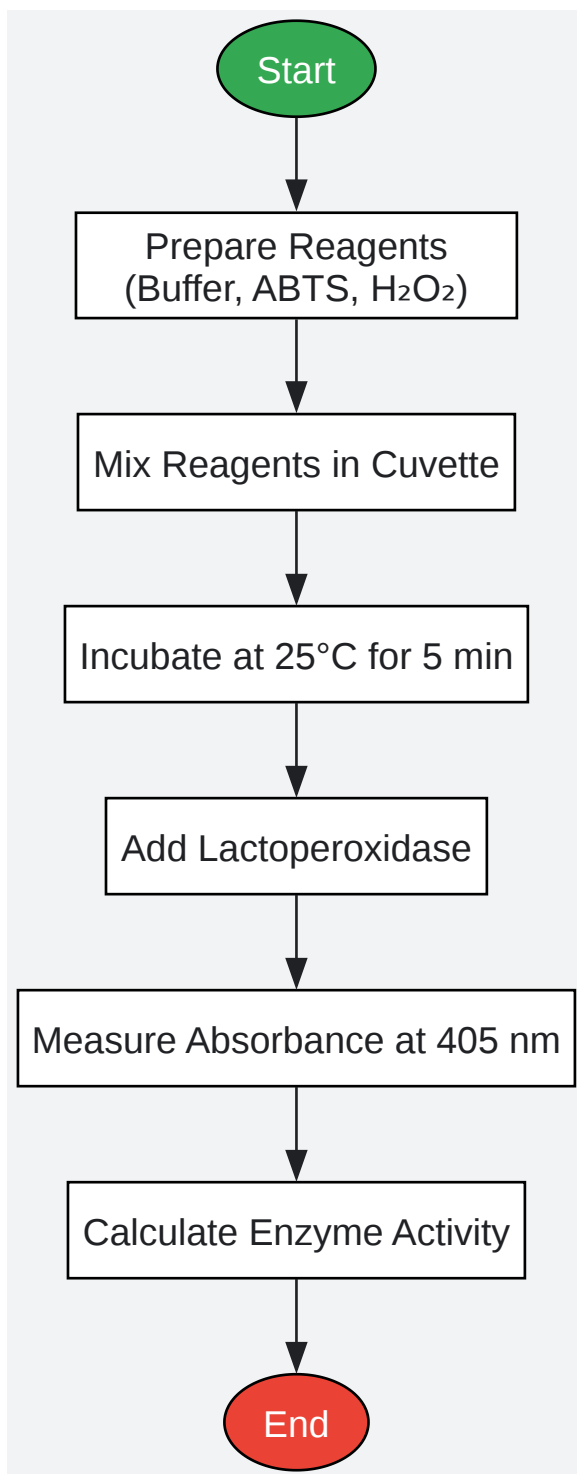 Start
Prepare Reagents
(Buffer, ABTS, H₂O₂)
Mix Reagents in Cuvette
Incubate at 25°C for 5 min
Add Lactoperoxidase
Measure Absorbance at 405 nm
Calculate Enzyme Activity
End